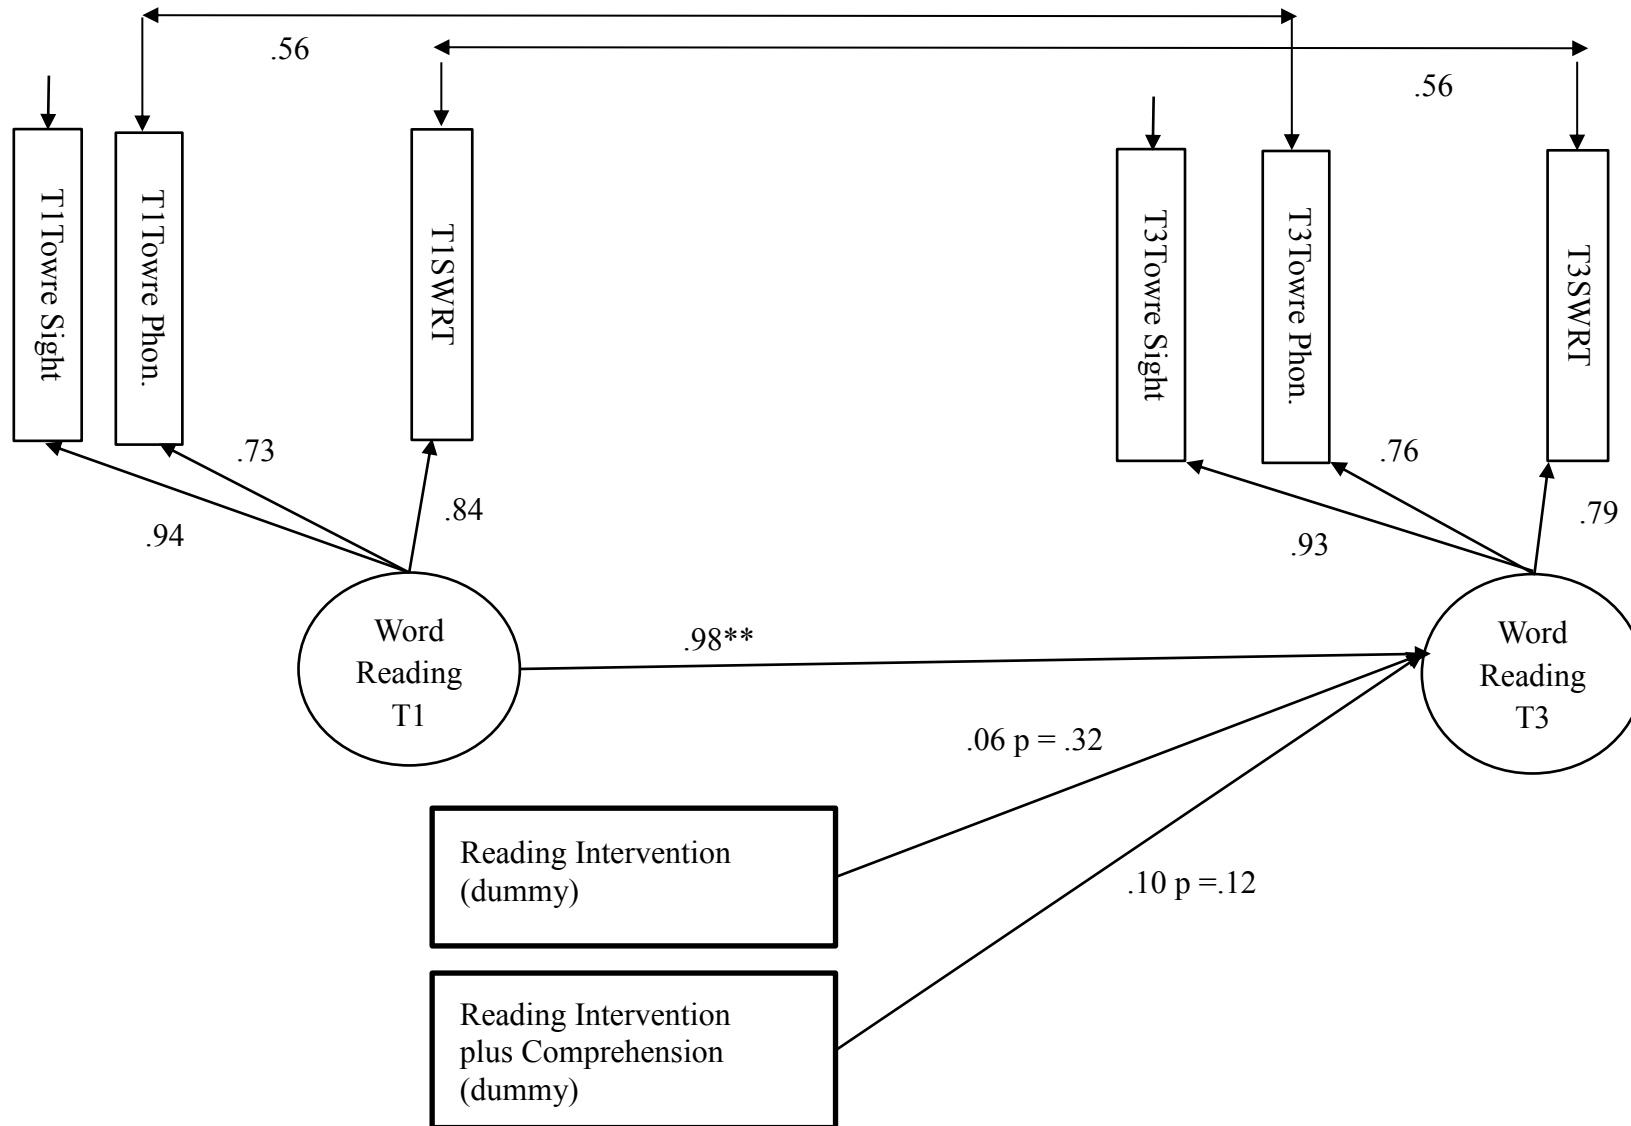 .56
.56
T1Towre Sight
T1Towre Phon.
T1SWRT
T3Towre Sight
T3Towre Phon.
T3SWRT
.73
.94
.84
.76
.93
.79
Word
Reading
T1
.98**
Word
Reading
T3
.06 p = .32
Reading Intervention
(dummy)
.10 p =.12
Reading Intervention
plus Comprehension
(dummy)